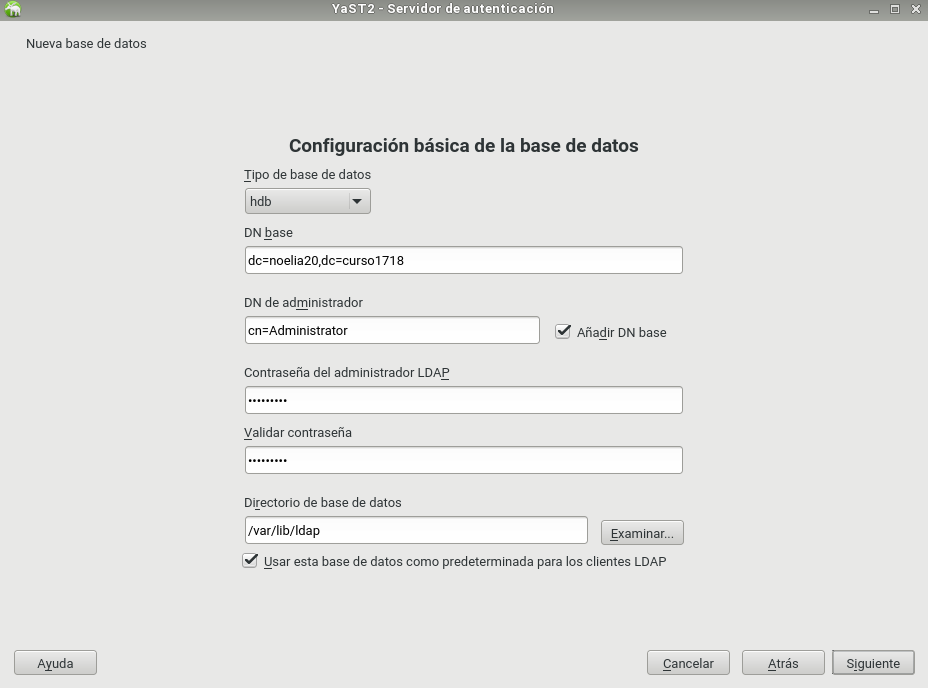 YaST2 - Servidor de autenticación
Nueva base de datos
Configuración básica de la base de datos
Tipo de base de datos
hdb
DN base
dc=noelia20,dc=curso1718
DN de administrador
cn=Administrator
Añadir DN base
Contraseña del administrador LDAP
•••••••••
Validar contraseña
•••••••••
Directorio de base de datos
/var/lib/ldap
Examinar...
Usar esta base de datos como predeterminada para los clientes LDAP
Ayuda
Cancelar
Atrás
Siguiente